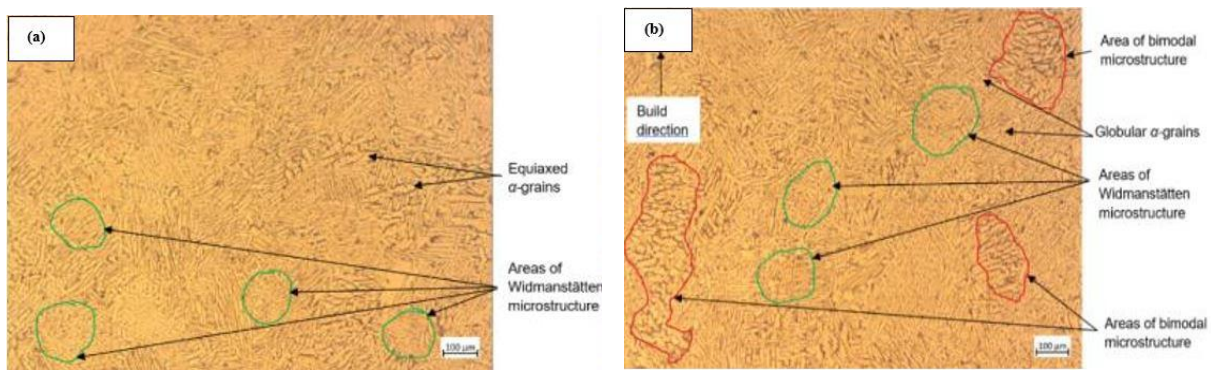 (a)
Equiaxed
α-grains
Areas of
Widmanstätten
microstructure
100 μm
(b)
Build
direction
Area of bimodal
microstructure
Globular α-grains
Areas of
Widmanstätten
microstructure
Areas of bimodal
microstructure
100 μm